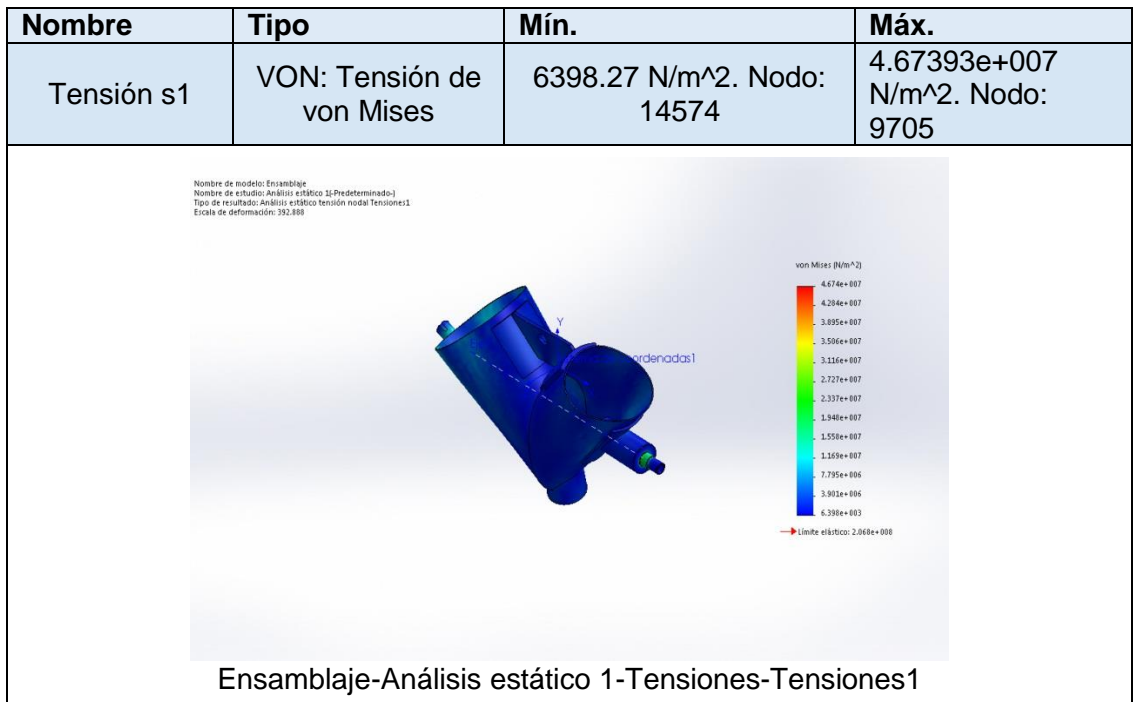 Nombre Tipo Mín. Máx.
Tensión s1
VON: Tensión de
von Mises
6398.27 N/m^2. Nodo:
14574
4.67393e+007
N/m^2. Nodo:
9705
Nombre de modelo: Ensamblaje
Nombre de estudio: Análisis estático 1(-Predeterminado-)
Tipo de resultado: Análisis estático tensión nodal Tensiones1
Escala de deformación: 392.888
von Mises (N/m^2)
4.674e+007
4.284e+007
3.895e+007
3.506e+007
3.116e+007
2.727e+007
2.337e+007
1.948e+007
1.558e+007
1.169e+007
7.795e+006
3.901e+006
6.398e+003
Límite elástico: 2.068e+008
Y
ordenadas1
Ensamblaje-Análisis estático 1-Tensiones-Tensiones1